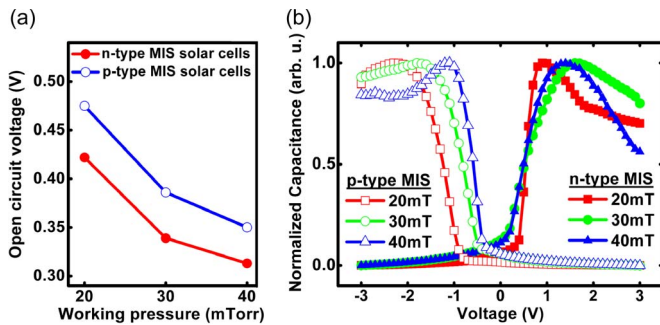 (a)
n-type MIS solar cells
p-type MIS solar cells
Open circuit voltage (V)
0.50
0.45
0.40
0.35
0.30
20
30
40
Working pressure (mTorr)
(b)
Normalized Capacitance (arb. u.)
1.0
0.5
0.0
p-type MIS
20mT
30mT
40mT
n-type MIS
20mT
30mT
40mT
-3
-2
-1
0
1
2
3
Voltage (V)